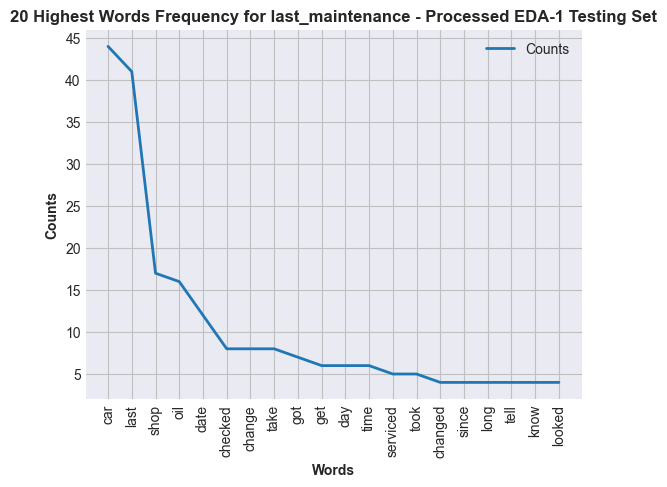 20 Highest Words Frequency for last_maintenance - Processed EDA-1 Testing Set
Counts
45
40
35
30
25
20
15
10
5
Counts
car
last
shop
oil
date
checked
change
take
got
get
day
time
serviced
took
changed
since
long
tell
know
looked
Words